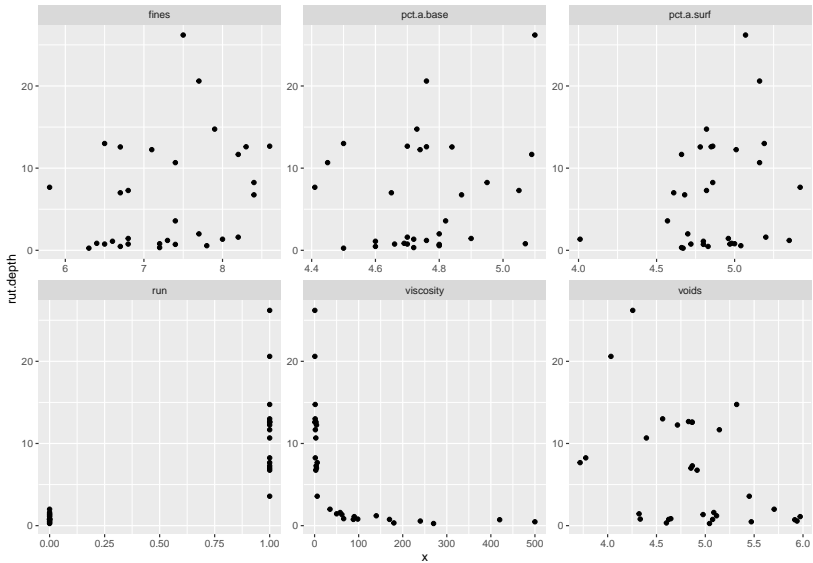 fines pct.a.base pct.a.surf
20
10
0
6 7 8 4.4 4.6 4.8 5.0 4.0 4.5 5.0
rut.depth
run viscosity voids
20
10
0
0.00 0.25 0.50 0.75 1.00 0 100 200 300 400 500 4.0 4.5 5.0 5.5 6.0
x